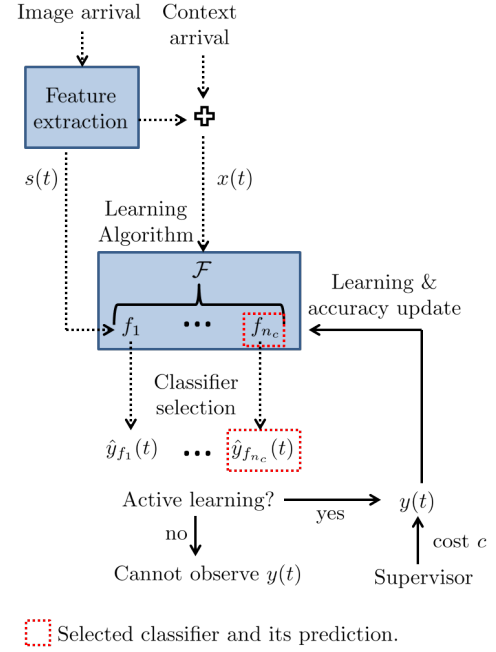 Image arrival
Context
arrival
Feature
extraction
s(t)
x(t)
Learning
Algorithm
ℱ
Learning &
accuracy update
f₁ ••• f_{n_c}
Classifier
selection
ŷ_{f₁}(t) ••• ŷ_{f_{n_c}}(t)
Active learning?
yes
y(t)
no
cost c
Cannot observe y(t)
Supervisor
Selected classifier and its prediction.